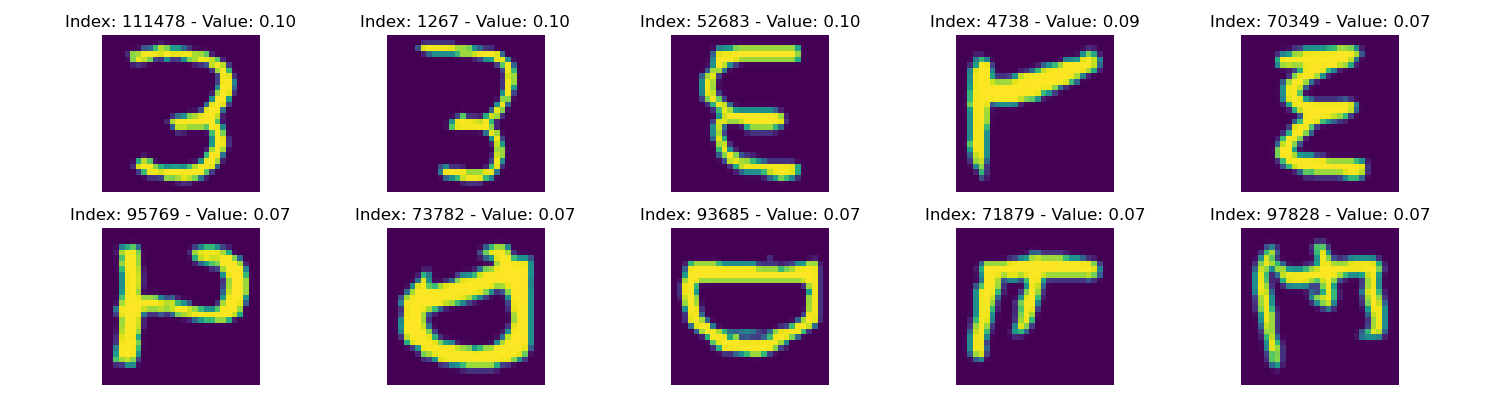 Index: 111478 - Value: 0.10 Index: 1267 - Value: 0.10 Index: 52683 - Value: 0.10 Index: 4738 - Value: 0.09 Index: 70349 - Value: 0.07
3 3 E
Index: 95769 - Value: 0.07 Index: 73782 - Value: 0.07 Index: 93685 - Value: 0.07 Index: 71879 - Value: 0.07 Index: 97828 - Value: 0.07